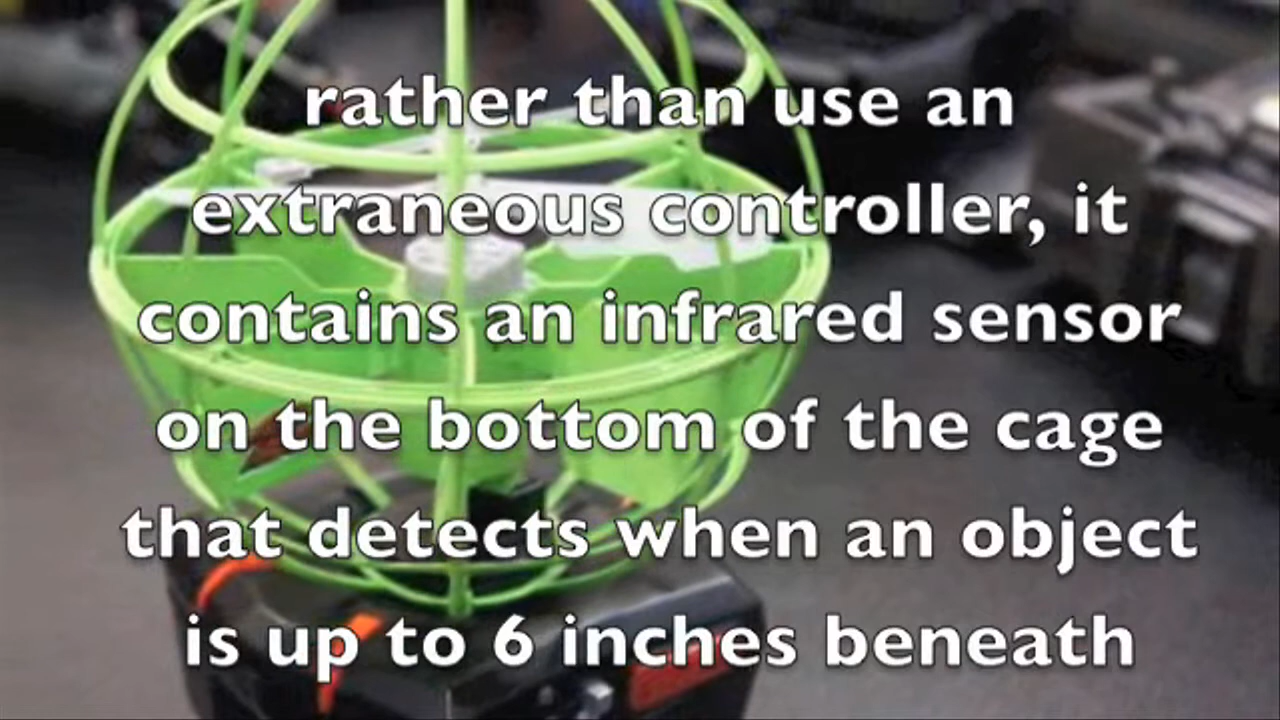 rather than use an
extraneous controller, it
contains an infrared sensor
on the bottom of the cage
that detects when an object
is up to 6 inches beneath